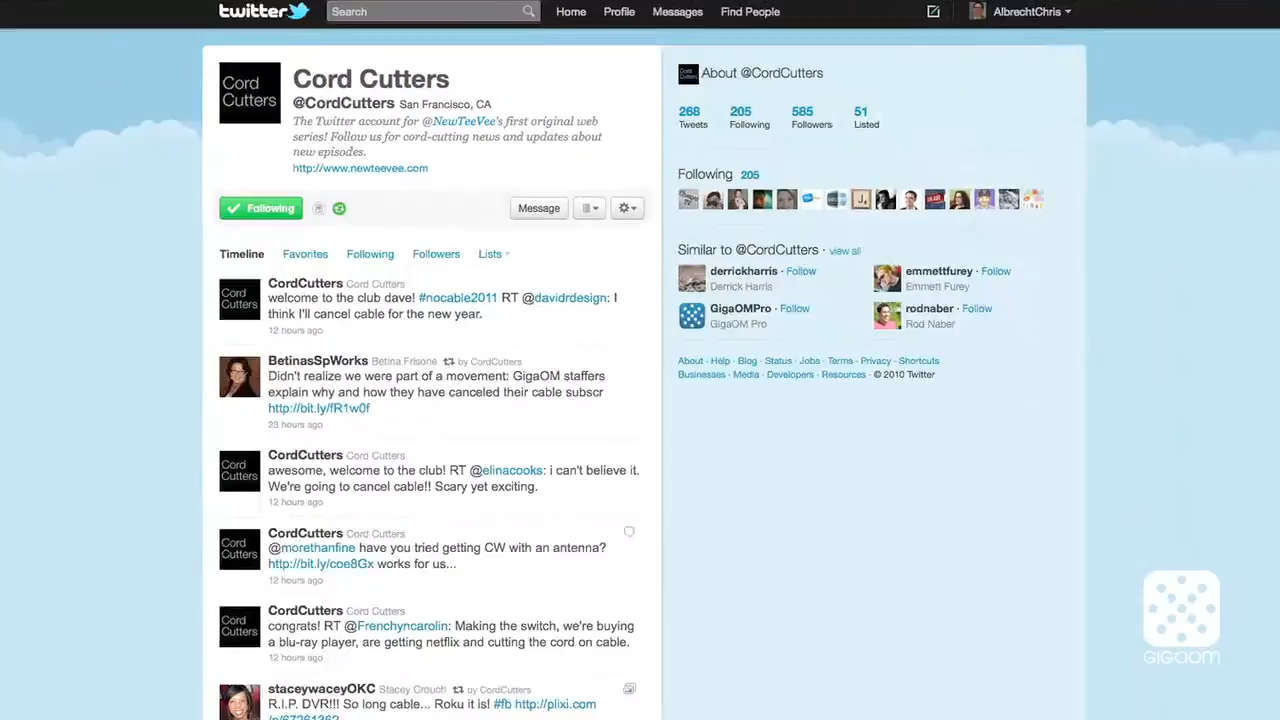 twitter Search Home Profile Messages Find People AlbrechtChris
Cord Cutters
Cord Cutters
@CordCutters San Francisco, CA
The Twitter account for @NewTeeVee's first original web
series! Follow us for cord-cutting news and updates about
new episodes.
http://www.newteevee.com
Following Message
Timeline Favorites Following Followers Lists
Cord Cutters
CordCutters Cord Cutters
welcome to the club dave! #nocable2011 RT @davidrdesign: I
think I'll cancel cable for the new year.
12 hours ago
BetinasSpWorks Betina Frisone by CordCutters
Didn't realize we were part of a movement: GigaOM staffers
explain why and how they have canceled their cable subscr
http://bit.ly/fR1w0f
23 hours ago
Cord Cutters
CordCutters Cord Cutters
awesome, welcome to the club! RT @elinacooks: i can't believe it.
We're going to cancel cable!! Scary yet exciting.
12 hours ago
Cord Cutters
CordCutters Cord Cutters
@morethanfine have you tried getting CW with an antenna?
http://bit.ly/coe8Gx works for us...
12 hours ago
Cord Cutters
CordCutters Cord Cutters
congrats! RT @Frenchyncarolin: Making the switch, we're buying
a blu-ray player, are getting netflix and cutting the cord on cable.
12 hours ago
staceywaceyOKC Stacey Crouch by CordCutters
R.I.P. DVR!!! So long cable... Roku it is! #fb http://plixi.com
About @CordCutters
268 205 585 51
Tweets Following Followers Listed
Following 205
Similar to @CordCutters · view all
derrickharris · Follow emmettfurey · Follow
Derrick Harris Emmett Furey
GigaOMPro · Follow rodnaber · Follow
GigaOM Pro Rod Naber
About · Help · Blog · Status · Jobs · Terms · Privacy · Shortcuts
Businesses · Media · Developers · Resources · © 2010 Twitter
GIGAOM